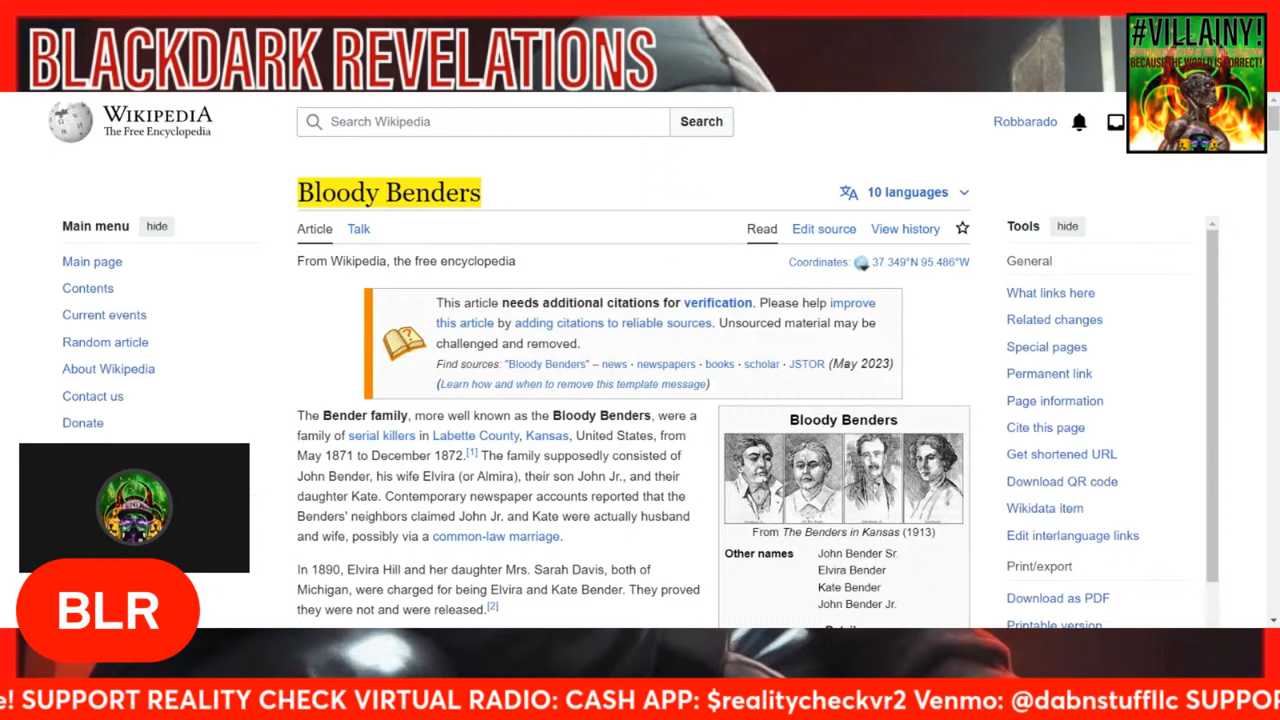 BLACKDARK REVELATIONS
#VILLAINY!
BECAUSE THE WORLD IS CORRECT!
WIKIPEDIA
The Free Encyclopedia
Search Wikipedia
Search
Robbarado
Bloody Benders
10 languages
Main menu hide
Article Talk
Read Edit source View history
Tools hide
Main page
Contents
Current events
Random article
About Wikipedia
Contact us
Donate
From Wikipedia, the free encyclopedia
Coordinates: 37.349°N 95.486°W
This article needs additional citations for verification. Please help improve
this article by adding citations to reliable sources. Unsourced material may be
challenged and removed.
Find sources: "Bloody Benders" – news · newspapers · books · scholar · JSTOR (May 2023)
(Learn how and when to remove this template message)
The Bender family, more well known as the Bloody Benders, were a
family of serial killers in Labette County, Kansas, United States, from
May 1871 to December 1872.[1] The family supposedly consisted of
John Bender, his wife Elvira (or Almira), their son John Jr., and their
daughter Kate. Contemporary newspaper accounts reported that the
Benders' neighbors claimed John Jr. and Kate were actually husband
and wife, possibly via a common-law marriage.
In 1890, Elvira Hill and her daughter Mrs. Sarah Davis, both of
Michigan, were charged for being Elvira and Kate Bender. They proved
they were not and were released.[2]
Bloody Benders
From The Benders in Kansas (1913)
Other names
John Bender Sr.
Elvira Bender
Kate Bender
John Bender Jr.
General
What links here
Related changes
Special pages
Permanent link
Page information
Cite this page
Get shortened URL
Download QR code
Wikidata item
Edit interlanguage links
Print/export
Download as PDF
Printable version
BLR
e! SUPPORT REALITY CHECK VIRTUAL RADIO: CASH APP: $realitycheckvr2 Venmo: @dabnstuffllc SUPPO